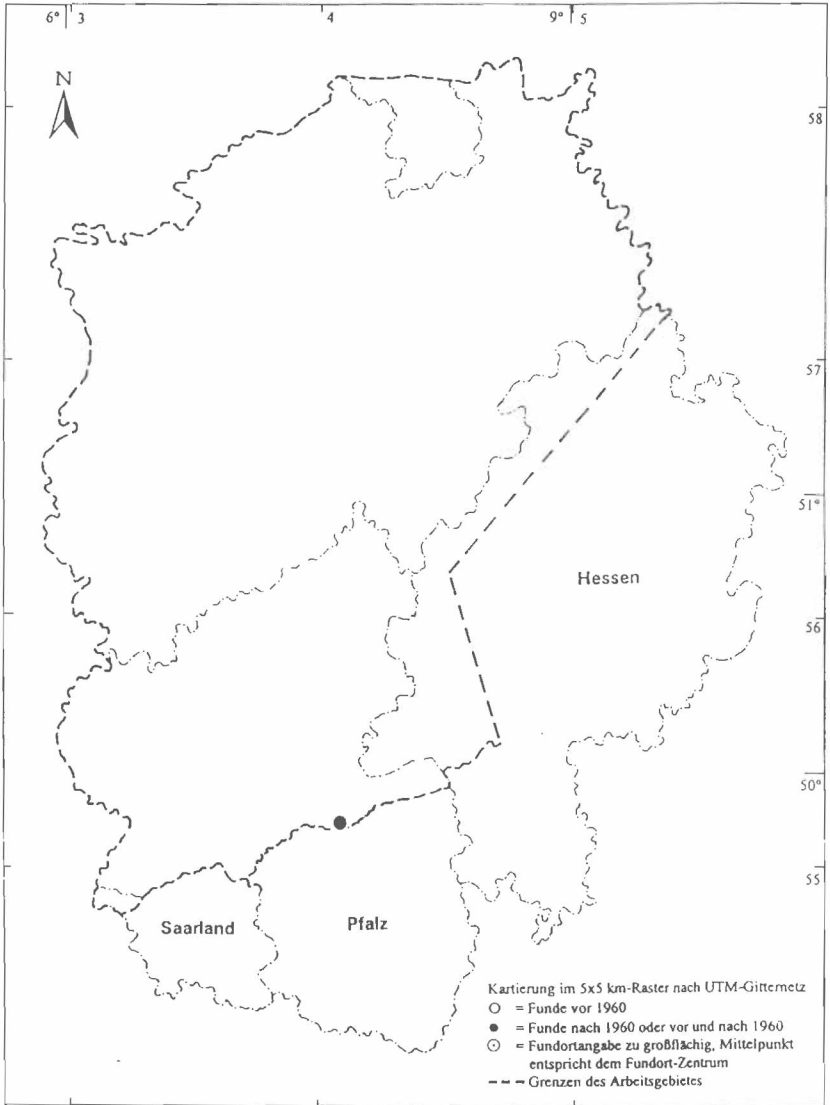 6° 3 4 9° 5
N
58
57
51°
Hessen
56
50°
55
Saarland Pfalz
Kartierung im 5x5 km-Raster nach UTM-Gitternetz
○ = Funde vor 1960
● = Funde nach 1960 oder vor und nach 1960
⊙ = Fundortangabe zu großflächig, Mittelpunkt
entspricht dem Fundort-Zentrum
--- Grenzen des Arbeitsgebietes